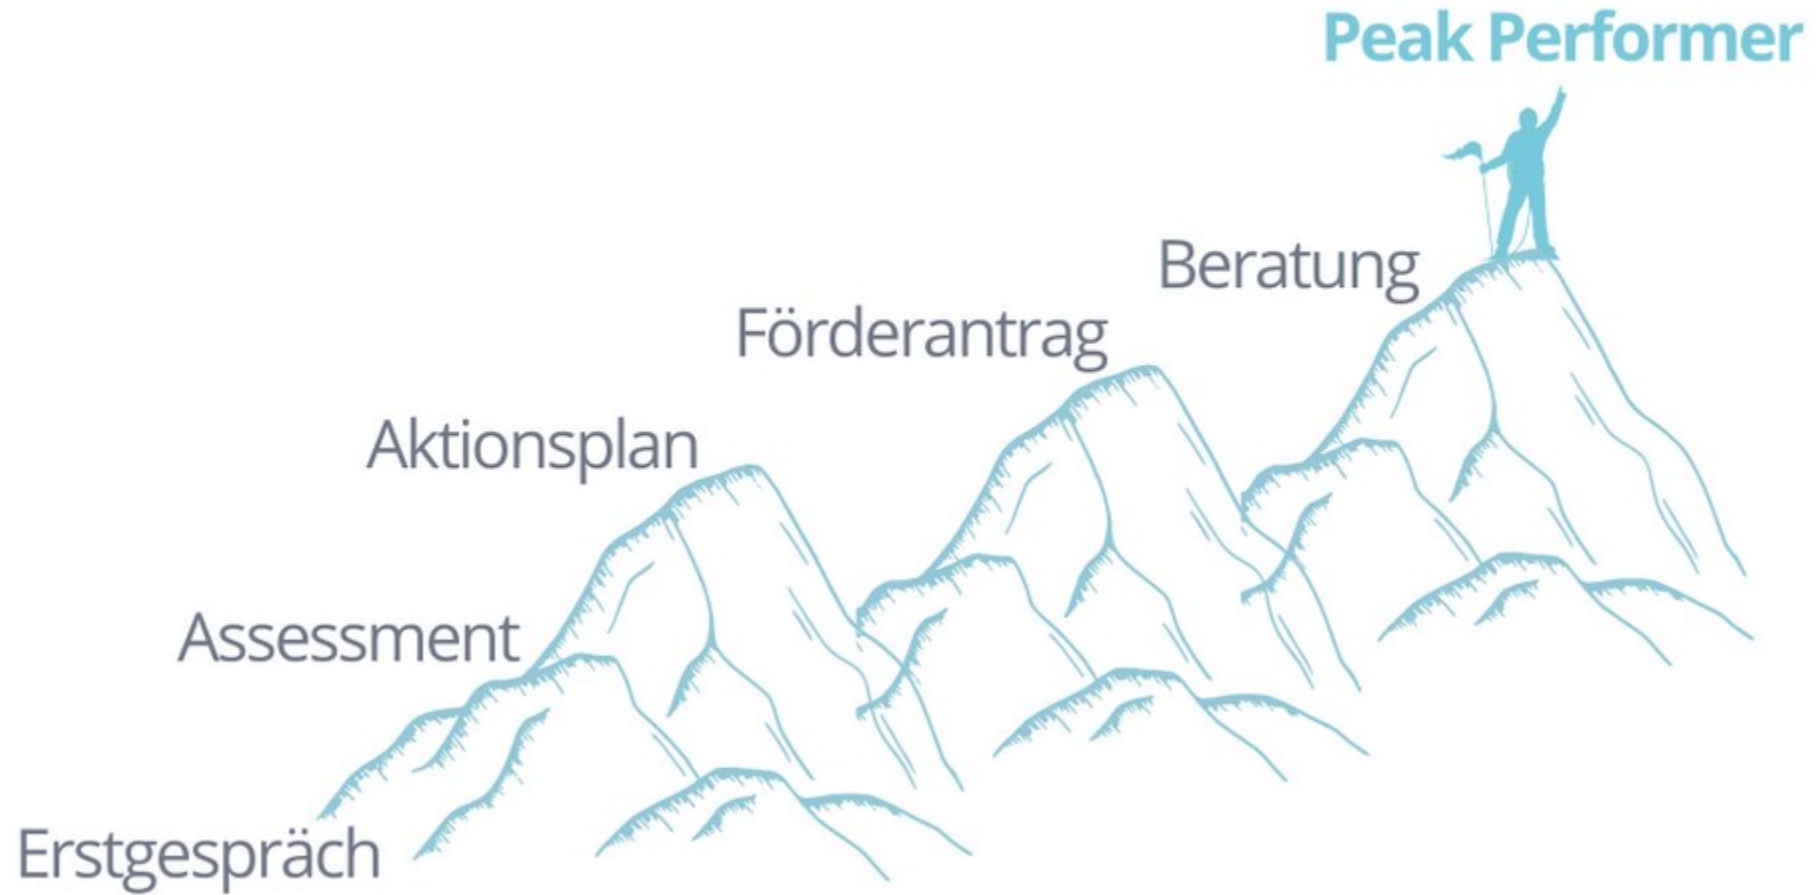 Peak Performer
Beratung
Förderantrag
Aktionsplan
Assessment
Erstgespräch